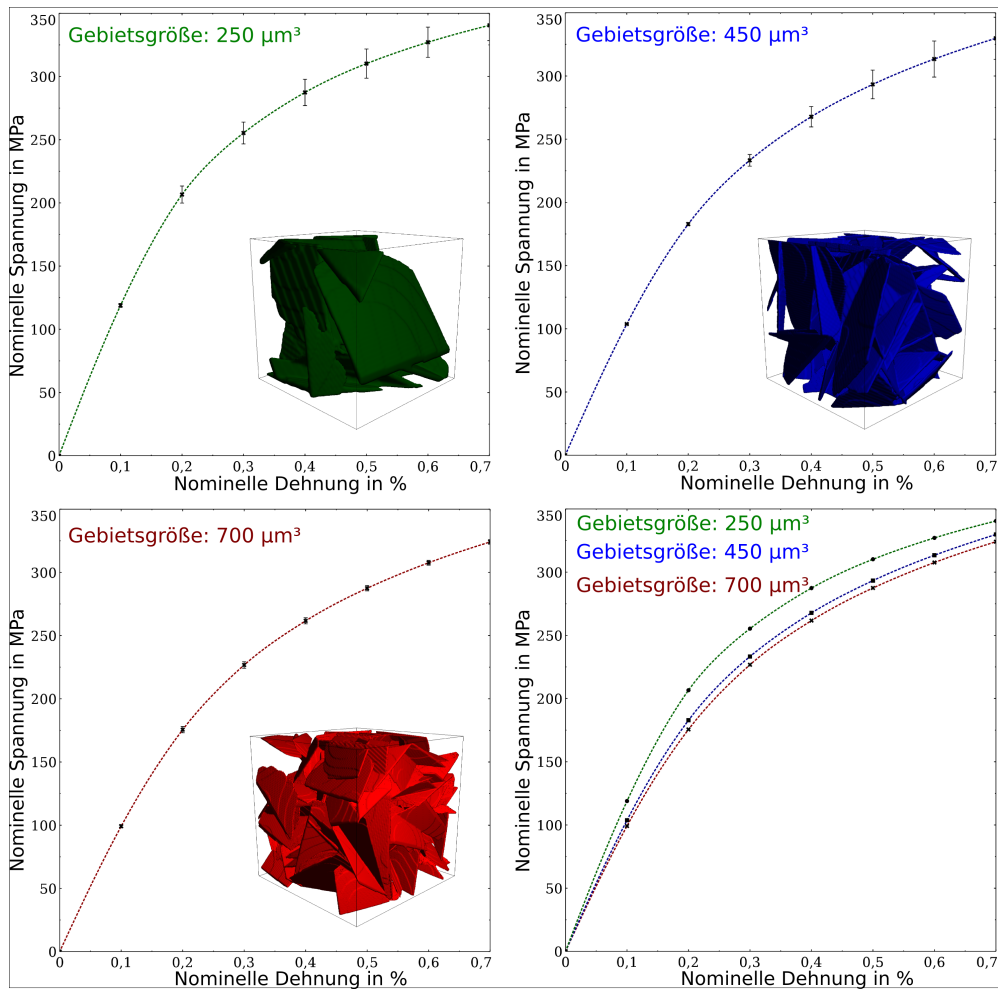 Gebietsgröße: 250 µm³
Nominelle Spannung in MPa
350
300
250
200
150
100
50
0
0 0,1 0,2 0,3 0,4 0,5 0,6 0,7
Nominelle Dehnung in %
Gebietsgröße: 450 µm³
Nominelle Spannung in MPa
350
300
250
200
150
100
50
0
0 0,1 0,2 0,3 0,4 0,5 0,6 0,7
Nominelle Dehnung in %
Gebietsgröße: 700 µm³
Nominelle Spannung in MPa
350
300
250
200
150
100
50
0
0 0,1 0,2 0,3 0,4 0,5 0,6 0,7
Nominelle Dehnung in %
Gebietsgröße: 250 µm³
Gebietsgröße: 450 µm³
Gebietsgröße: 700 µm³
Nominelle Spannung in MPa
350
300
250
200
150
100
50
0
0 0,1 0,2 0,3 0,4 0,5 0,6 0,7
Nominelle Dehnung in %